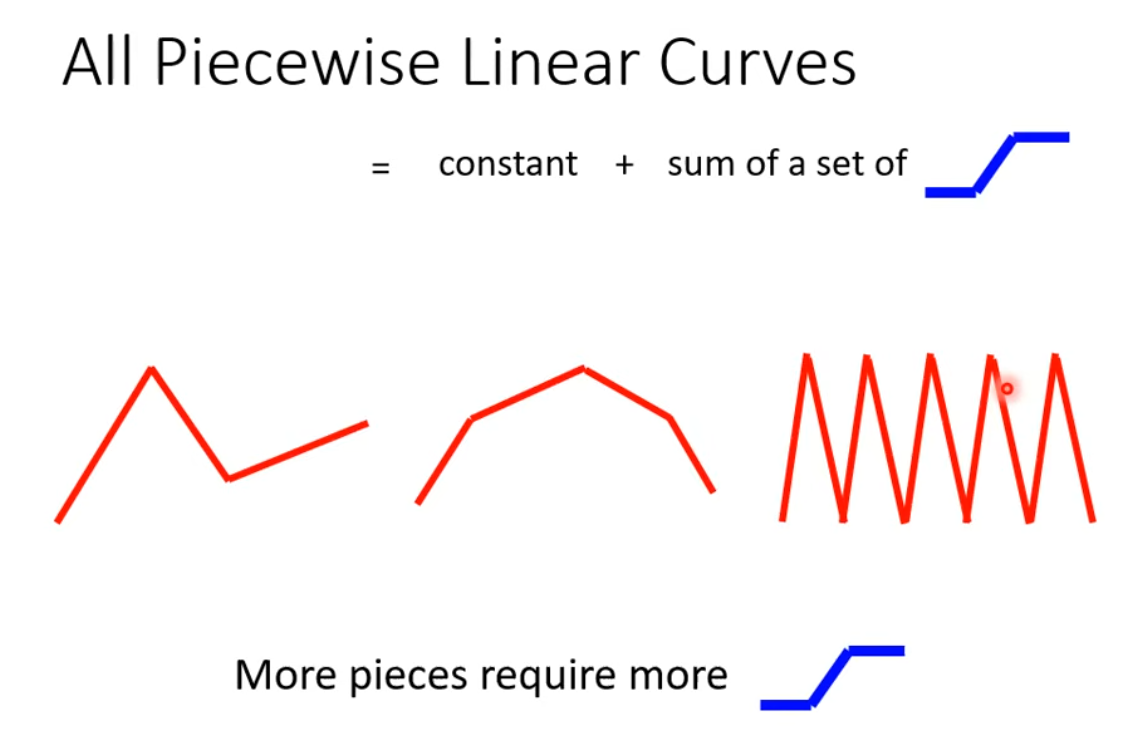 All Piecewise Linear Curves
= constant + sum of a set of
More pieces require more